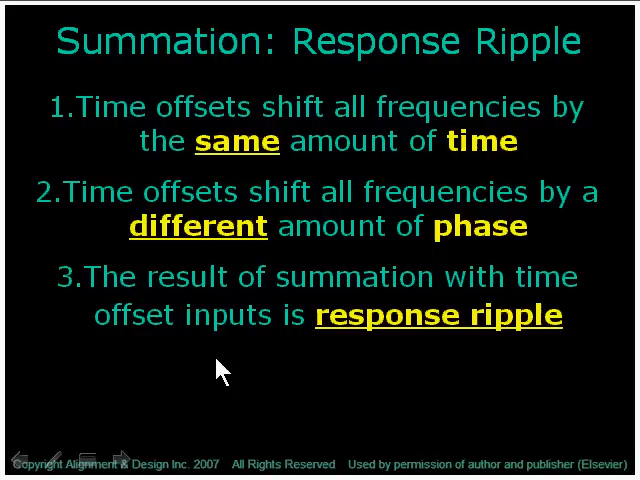 Summation: Response Ripple
1.Time offsets shift all frequencies by
the same amount of time
2.Time offsets shift all frequencies by a
different amount of phase
3.The result of summation with time
offset inputs is response ripple
Copyright Alignment & Design Inc. 2007 All Rights Reserved Used by permission of author and publisher (Elsevier)